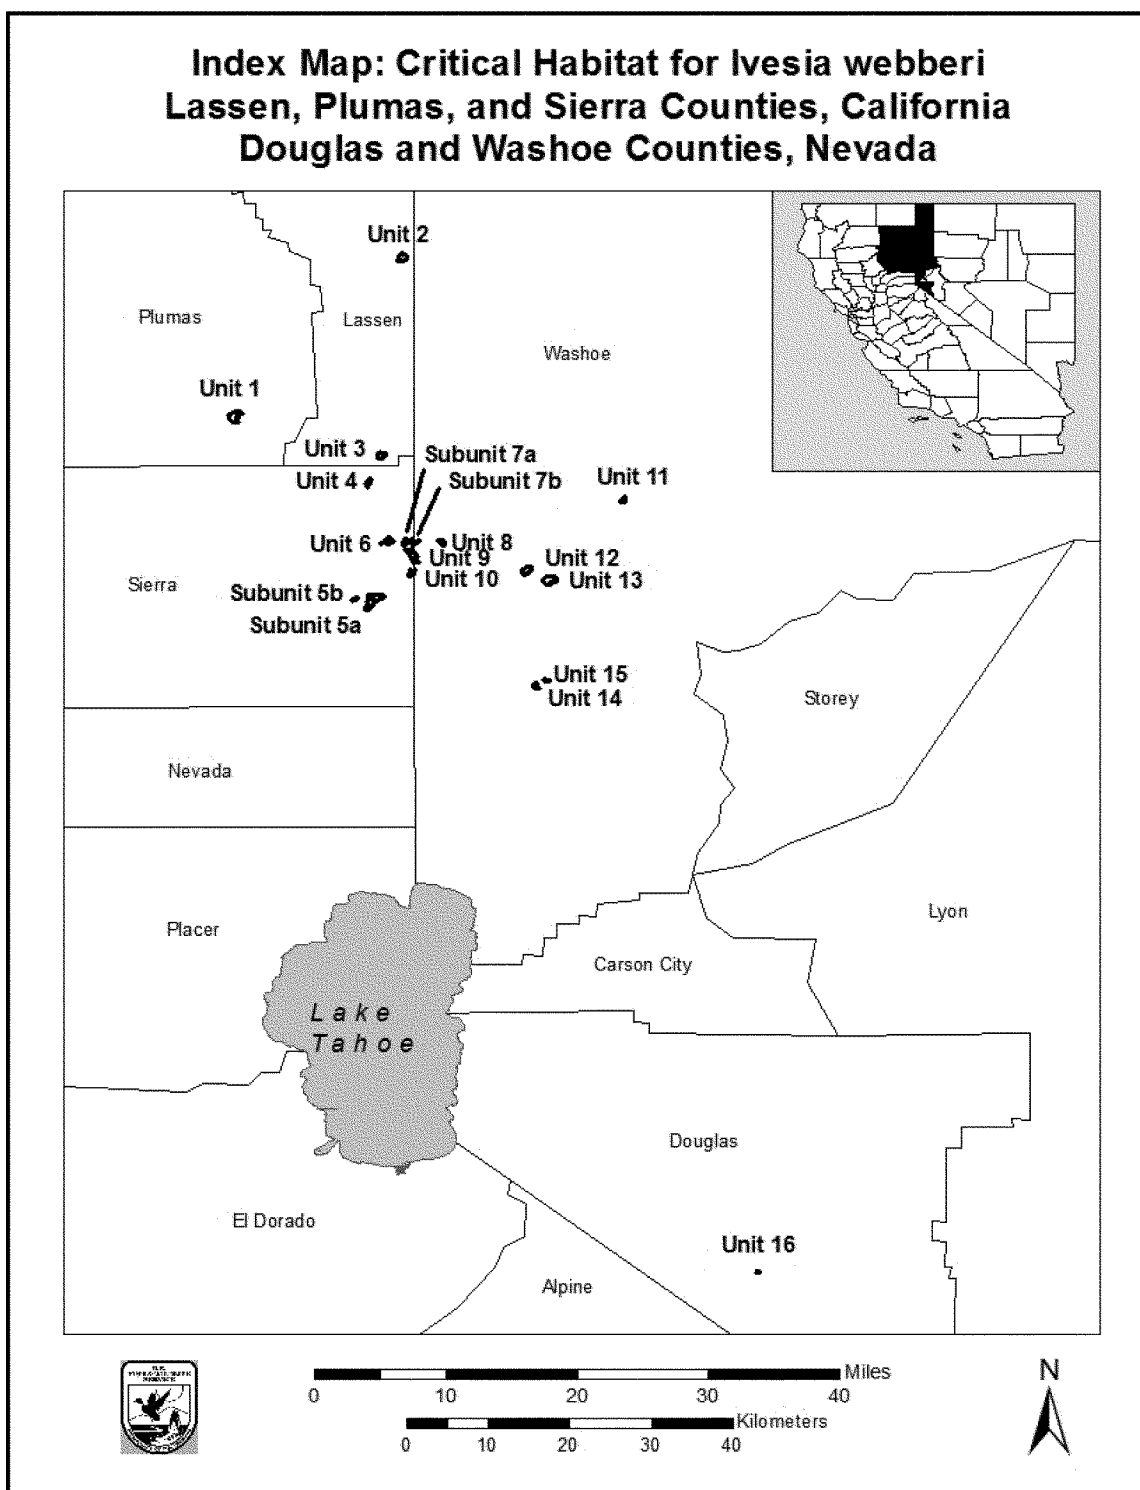 Index Map: Critical Habitat for Ivesia webberi
Lassen, Plumas, and Sierra Counties, California
Douglas and Washoe Counties, Nevada
Unit 2
Plumas
Lassen
Washoe
Unit 1
Unit 3
Subunit 7a
Unit 4
Subunit 7b
Unit 11
Unit 6
Unit 8
Unit 9
Unit 12
Unit 10
Unit 13
Sierra
Subunit 5b
Subunit 5a
Unit 15
Unit 14
Storey
Nevada
Placer
Lyon
Carson City
Lake
Tahoe
Douglas
El Dorado
Unit 16
Alpine
Miles
0 10 20 30 40
Kilometers
0 10 20 30 40
N